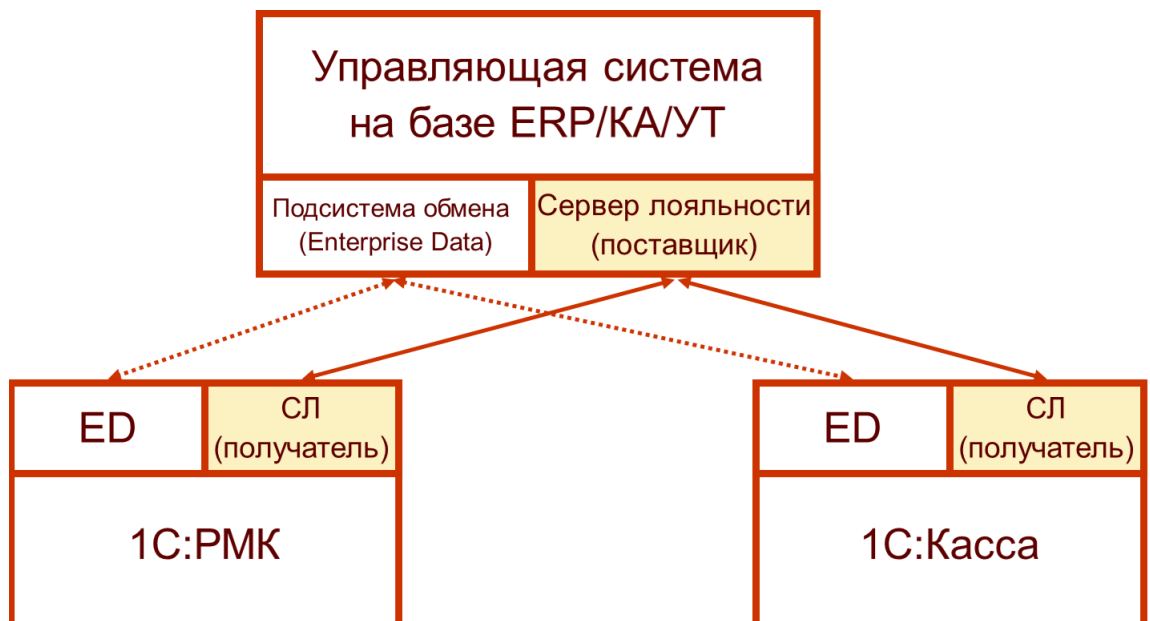 Управляющая система
на базе ERP/КА/УТ
Подсистема обмена
(Enterprise Data)
Сервер лояльности
(поставщик)
ED
СЛ
(получатель)
1С:РМК
ED
СЛ
(получатель)
1С:Касса